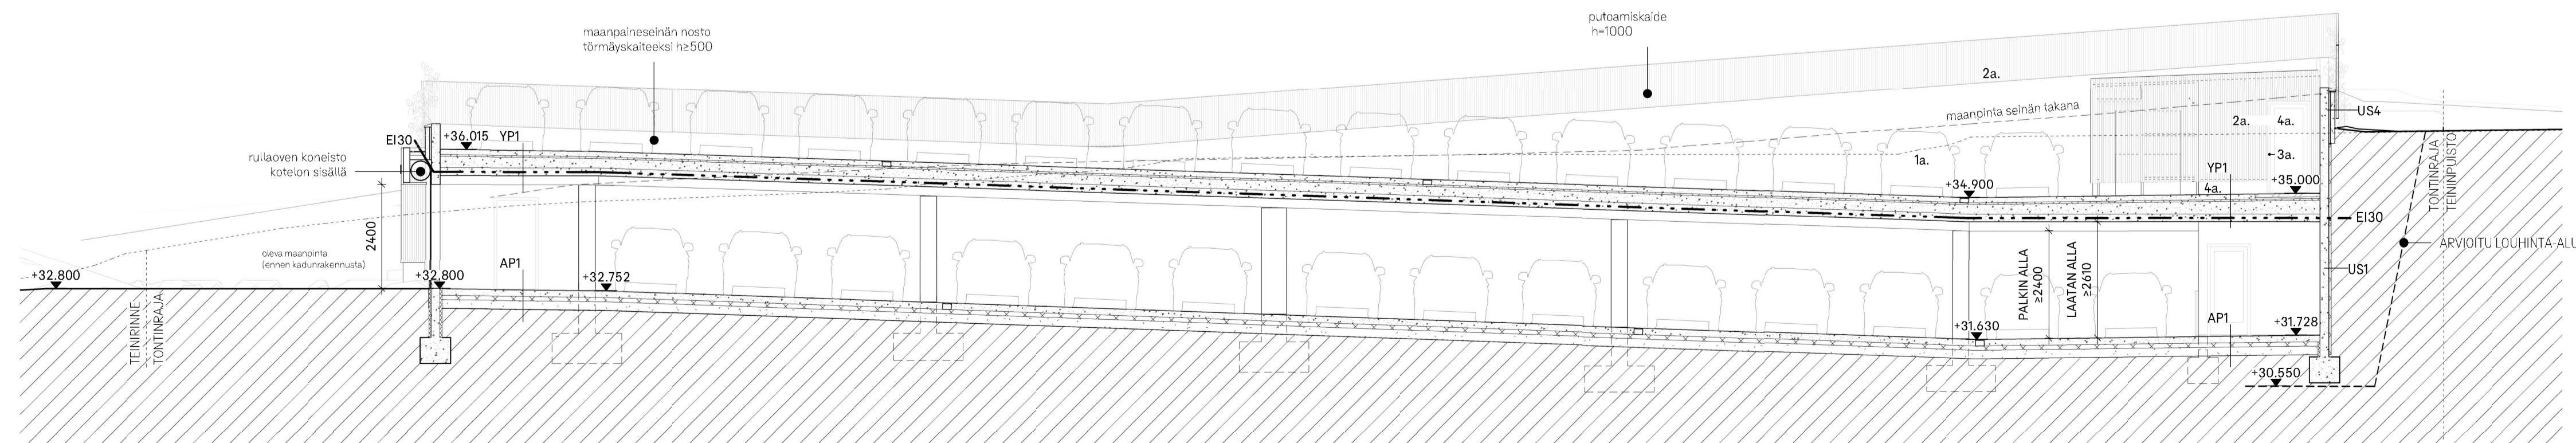 maanpaineseinän nosto
törmäyskaiteeksi h≥500
putoamiskaide
h=1000
2a.
maanpinta seinän takana
US4
2a.
4a.
EI30
+36.015
YP1
rullaoven koneisto
kotelon sisällä
1a.
3a.
YP1
4a.
+35.000
+34.900
TONTINRAJA
TEININPUISTO
EI30
ARVIOITU LOUHINTA-ALU
2400
oleva maanpinta
(ennen kadunrakennusta)
+32.800
+32.800
AP1
+32.752
PALKIN ALLA
≥2400
LAATAN ALLA
≥2610
US1
TEINIRINNE
TONTINRAJA
+31.630
AP1
+31.728
+30.550